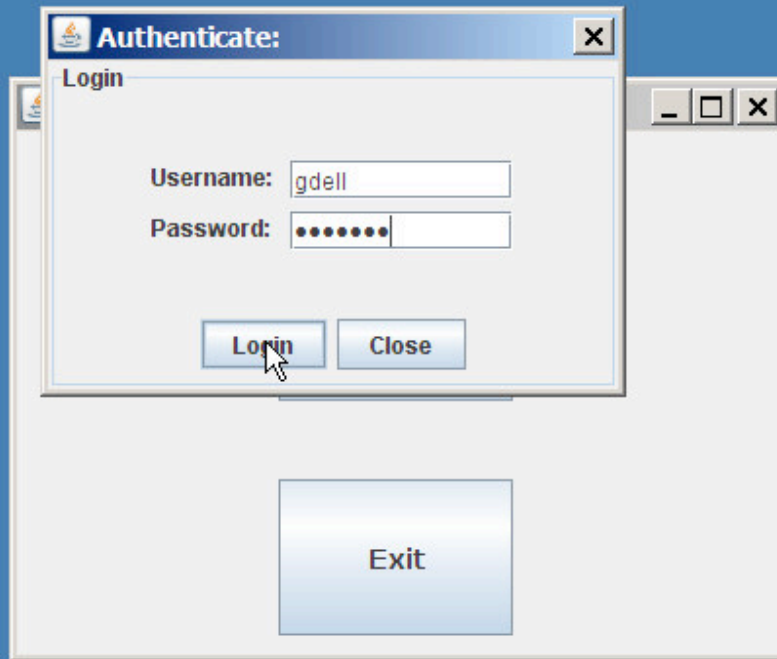 Authenticate:
Login
Username: gdell
Password: •••••••
Login Close
Exit